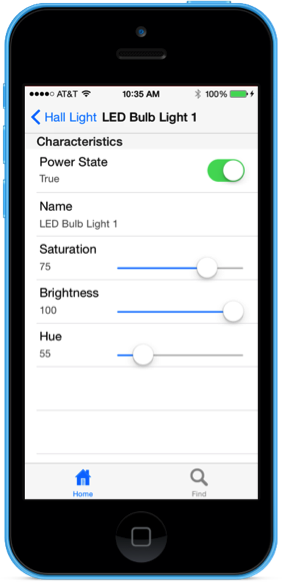 AT&T 10:35 AM 100%
Hall Light LED Bulb Light 1
Characteristics
Power State
True
Name
LED Bulb Light 1
Saturation
75
Brightness
100
Hue
55
Home Find